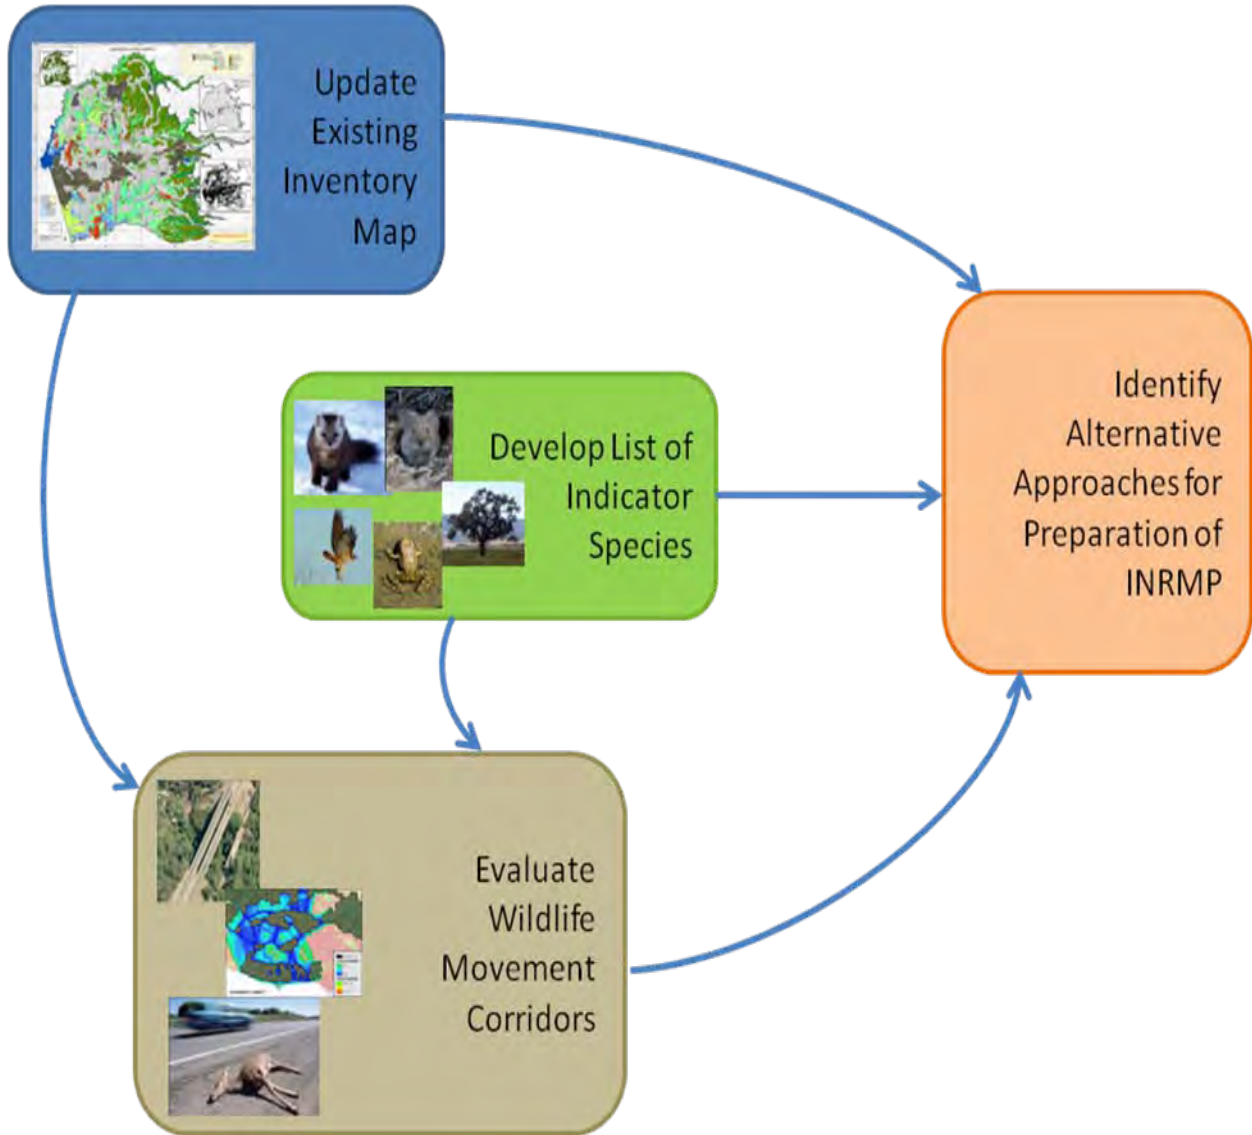 Update
Existing
Inventory
Map
Develop List of
Indicator
Species
Identify
Alternative
Approaches for
Preparation of
INRMP
Evaluate
Wildlife
Movement
Corridors